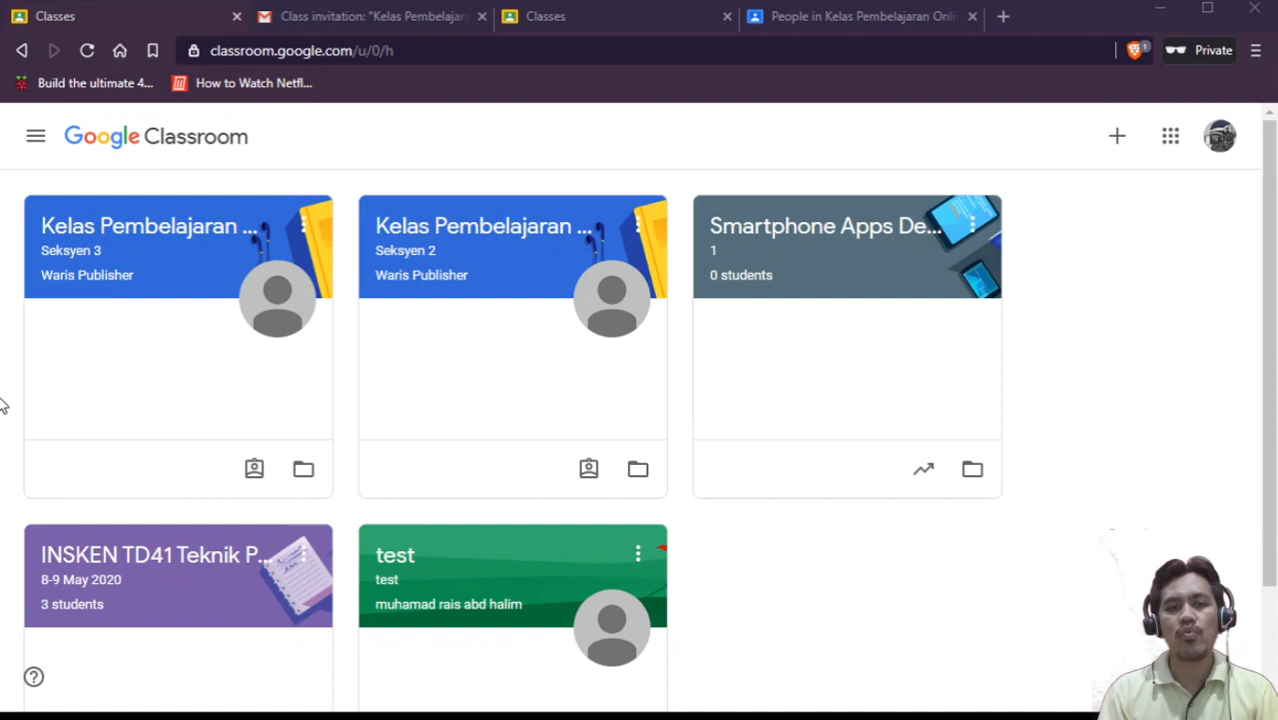 Classes
Class invitation: "Kelas Pembelajar
Classes
People in Kelas Pembelajaran Onli
classroom.google.com/u/0/h
1
Private
Build the ultimate 4...
How to Watch Netfl...
Google Classroom
Kelas Pembelajaran ...
Seksyen 3
Waris Publisher
Kelas Pembelajaran ...
Seksyen 2
Waris Publisher
Smartphone Apps De...
1
0 students
INSKEN TD41 Teknik P...
8-9 May 2020
3 students
test
test
muhamad rais abd halim